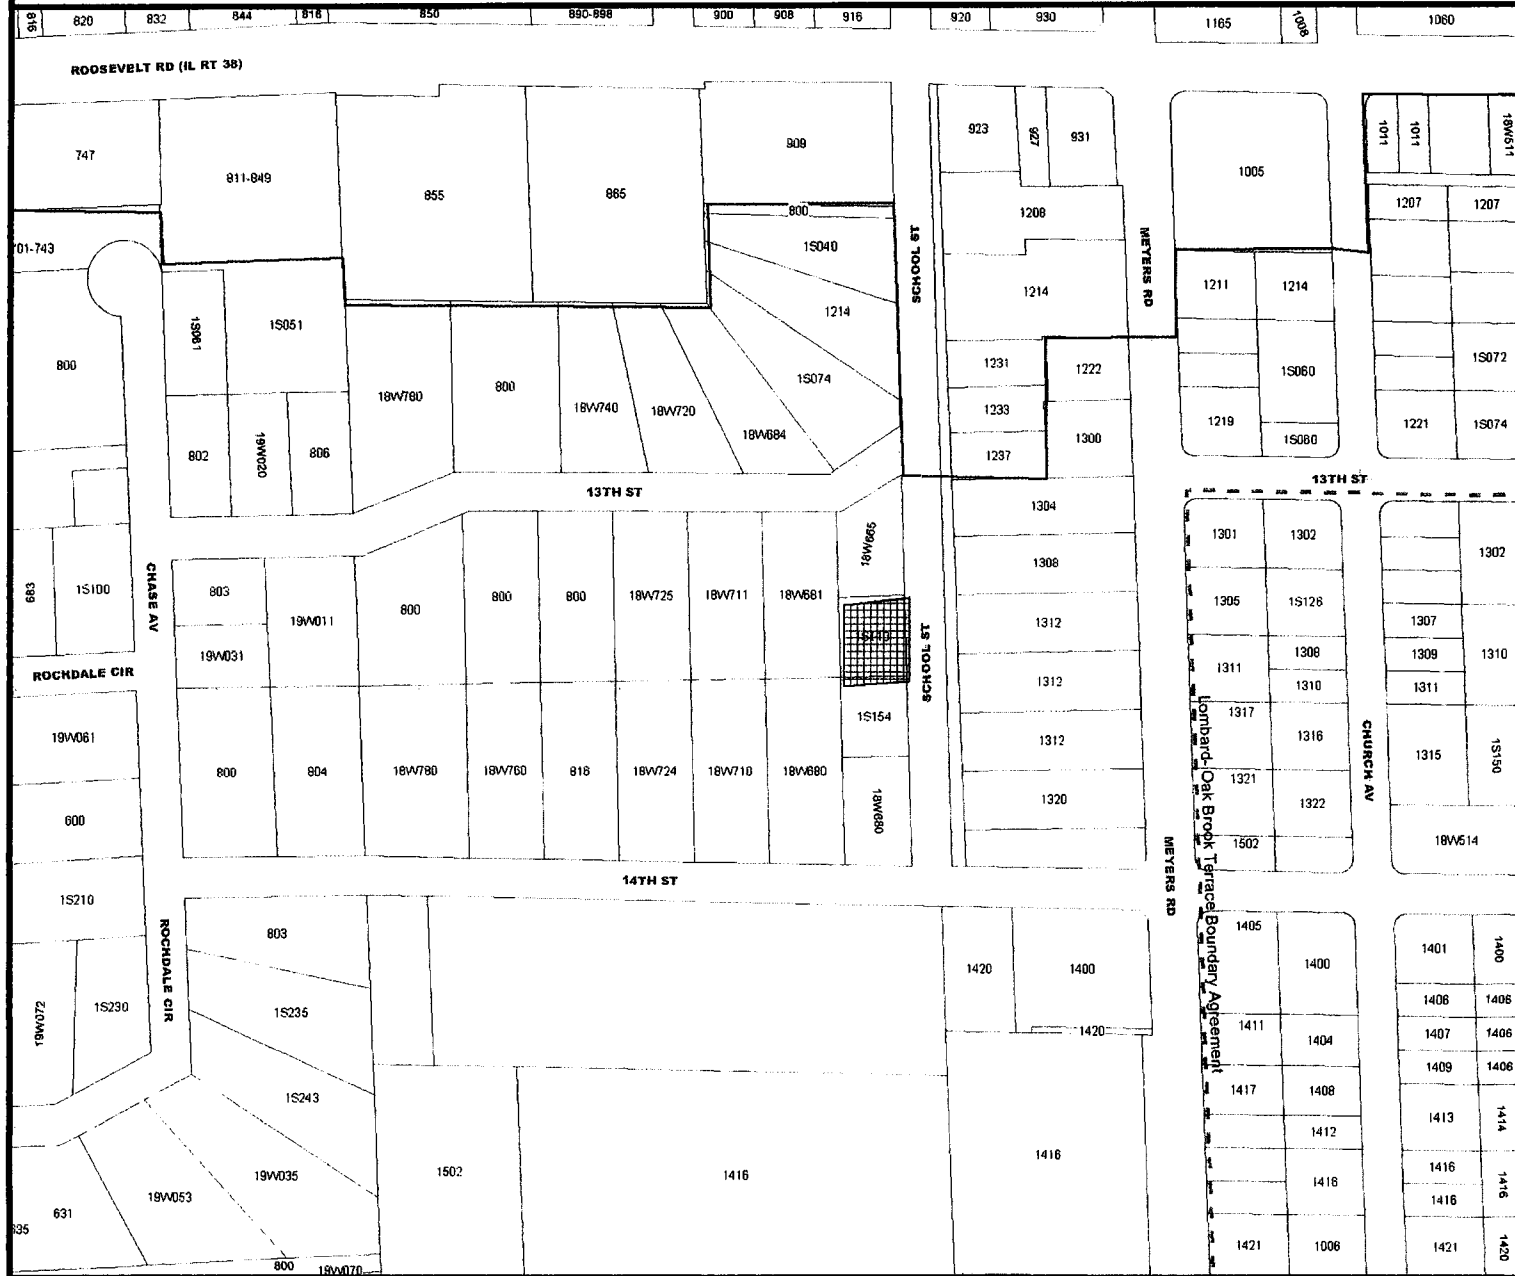 816 820 832 844 816 850 890-898 900 908 916 920 930 1165 1008 1060
ROOSEVELT RD (IL RT 38)
747 811-849 855 865 909 923 927 931 1005 1011 1011 18W511
701-743 800 1208 1207 1207
1S040
SCHOOL ST
MEYERS RD
1S061 1S051 1214 1214 1211 1214
800 18W780 800 18W740 18W720 18W684 1S074 1231 1222 1S060 1S072
802 19W020 806 1233 1237 1300 1219 1S080 1221 1S074
13TH ST
13TH ST
18W665 1304 1301 1302 1302
683 1S100
CHASE AV
803 19W011 800 800 800 18W725 18W711 18W681 1308 1305 1S126
19W031 1312 1307
ROCKDALE CIR
SCHOOL ST
1312 1311 1308 1310 1309 1311 1310
19W061 1S154 1317
800 804 18W780 18W760 816 18W724 18W710 18W680 1312 1316 1315 1S150
CHURCH AV
600 18W680 1320 1321 1322
1502 18W514
14TH ST
MEYERS RD
Lombard-Oak Brook Terrace Boundary Agreement
1S210
ROCKDALE CIR
803 1420 1400 1405 1400 1401 1400
19W072 1S230 1S235 1420 1411 1404 1406 1406
1407 1406
1409 1406
1S243 1417 1408 1413 1414
1412
19W053 19W035 1502 1416 1416 1416 1416 1416 1416
635 631 1421 1006 1421 1420
800 19W070